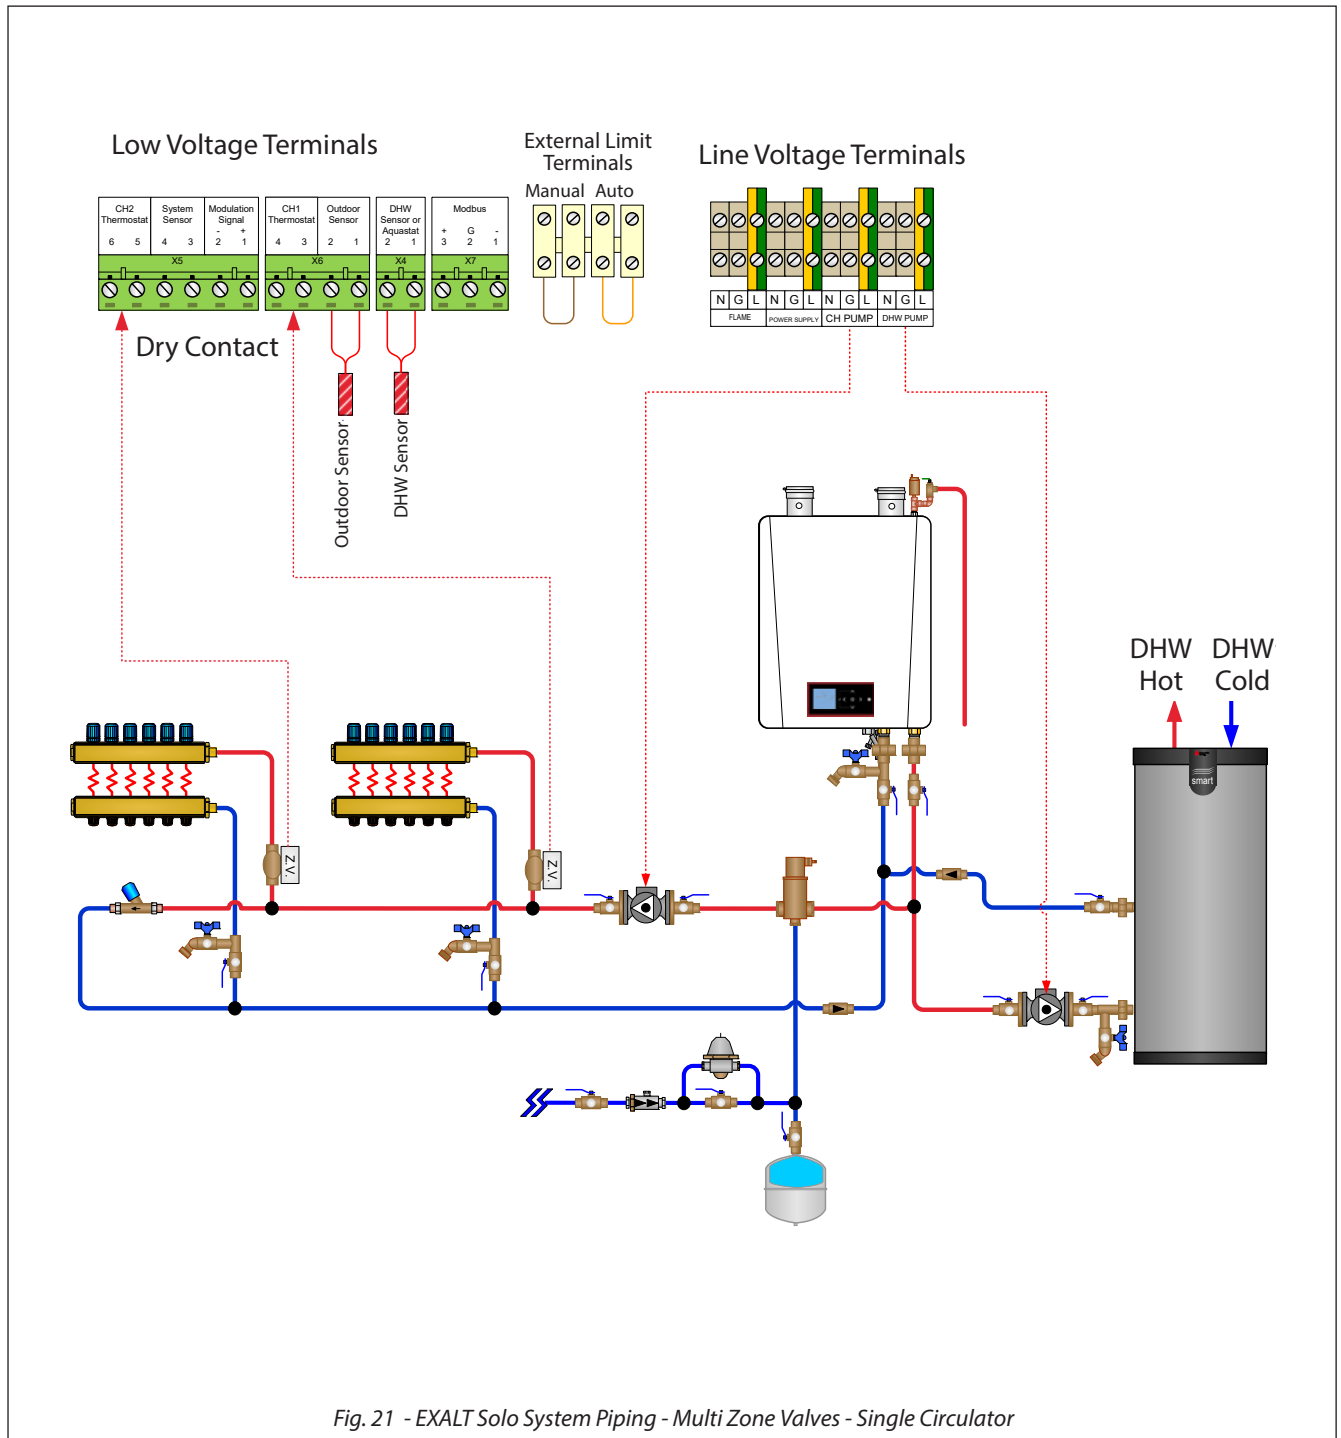 Low Voltage Terminals
External Limit
Terminals
Manual Auto
Line Voltage Terminals
CH2
Thermostat
6 5
System
Sensor
4 3
Modulation
Signal
- +
2 1
X5
CH1
Thermostat
4 3
Outdoor
Sensor
2 1
X6
DHW
Sensor or
Aquastat
2 1
X4
Modbus
+ G -
3 2 1
X7
N G L N G L N G L N G L
FLAME POWER SUPPLY CH PUMP DHW PUMP
Dry Contact
Outdoor Sensor
DHW Sensor
DHW
Hot
DHW
Cold
smart
Z.V.
Z.V.
Fig. 21 - EXALT Solo System Piping - Multi Zone Valves - Single Circulator